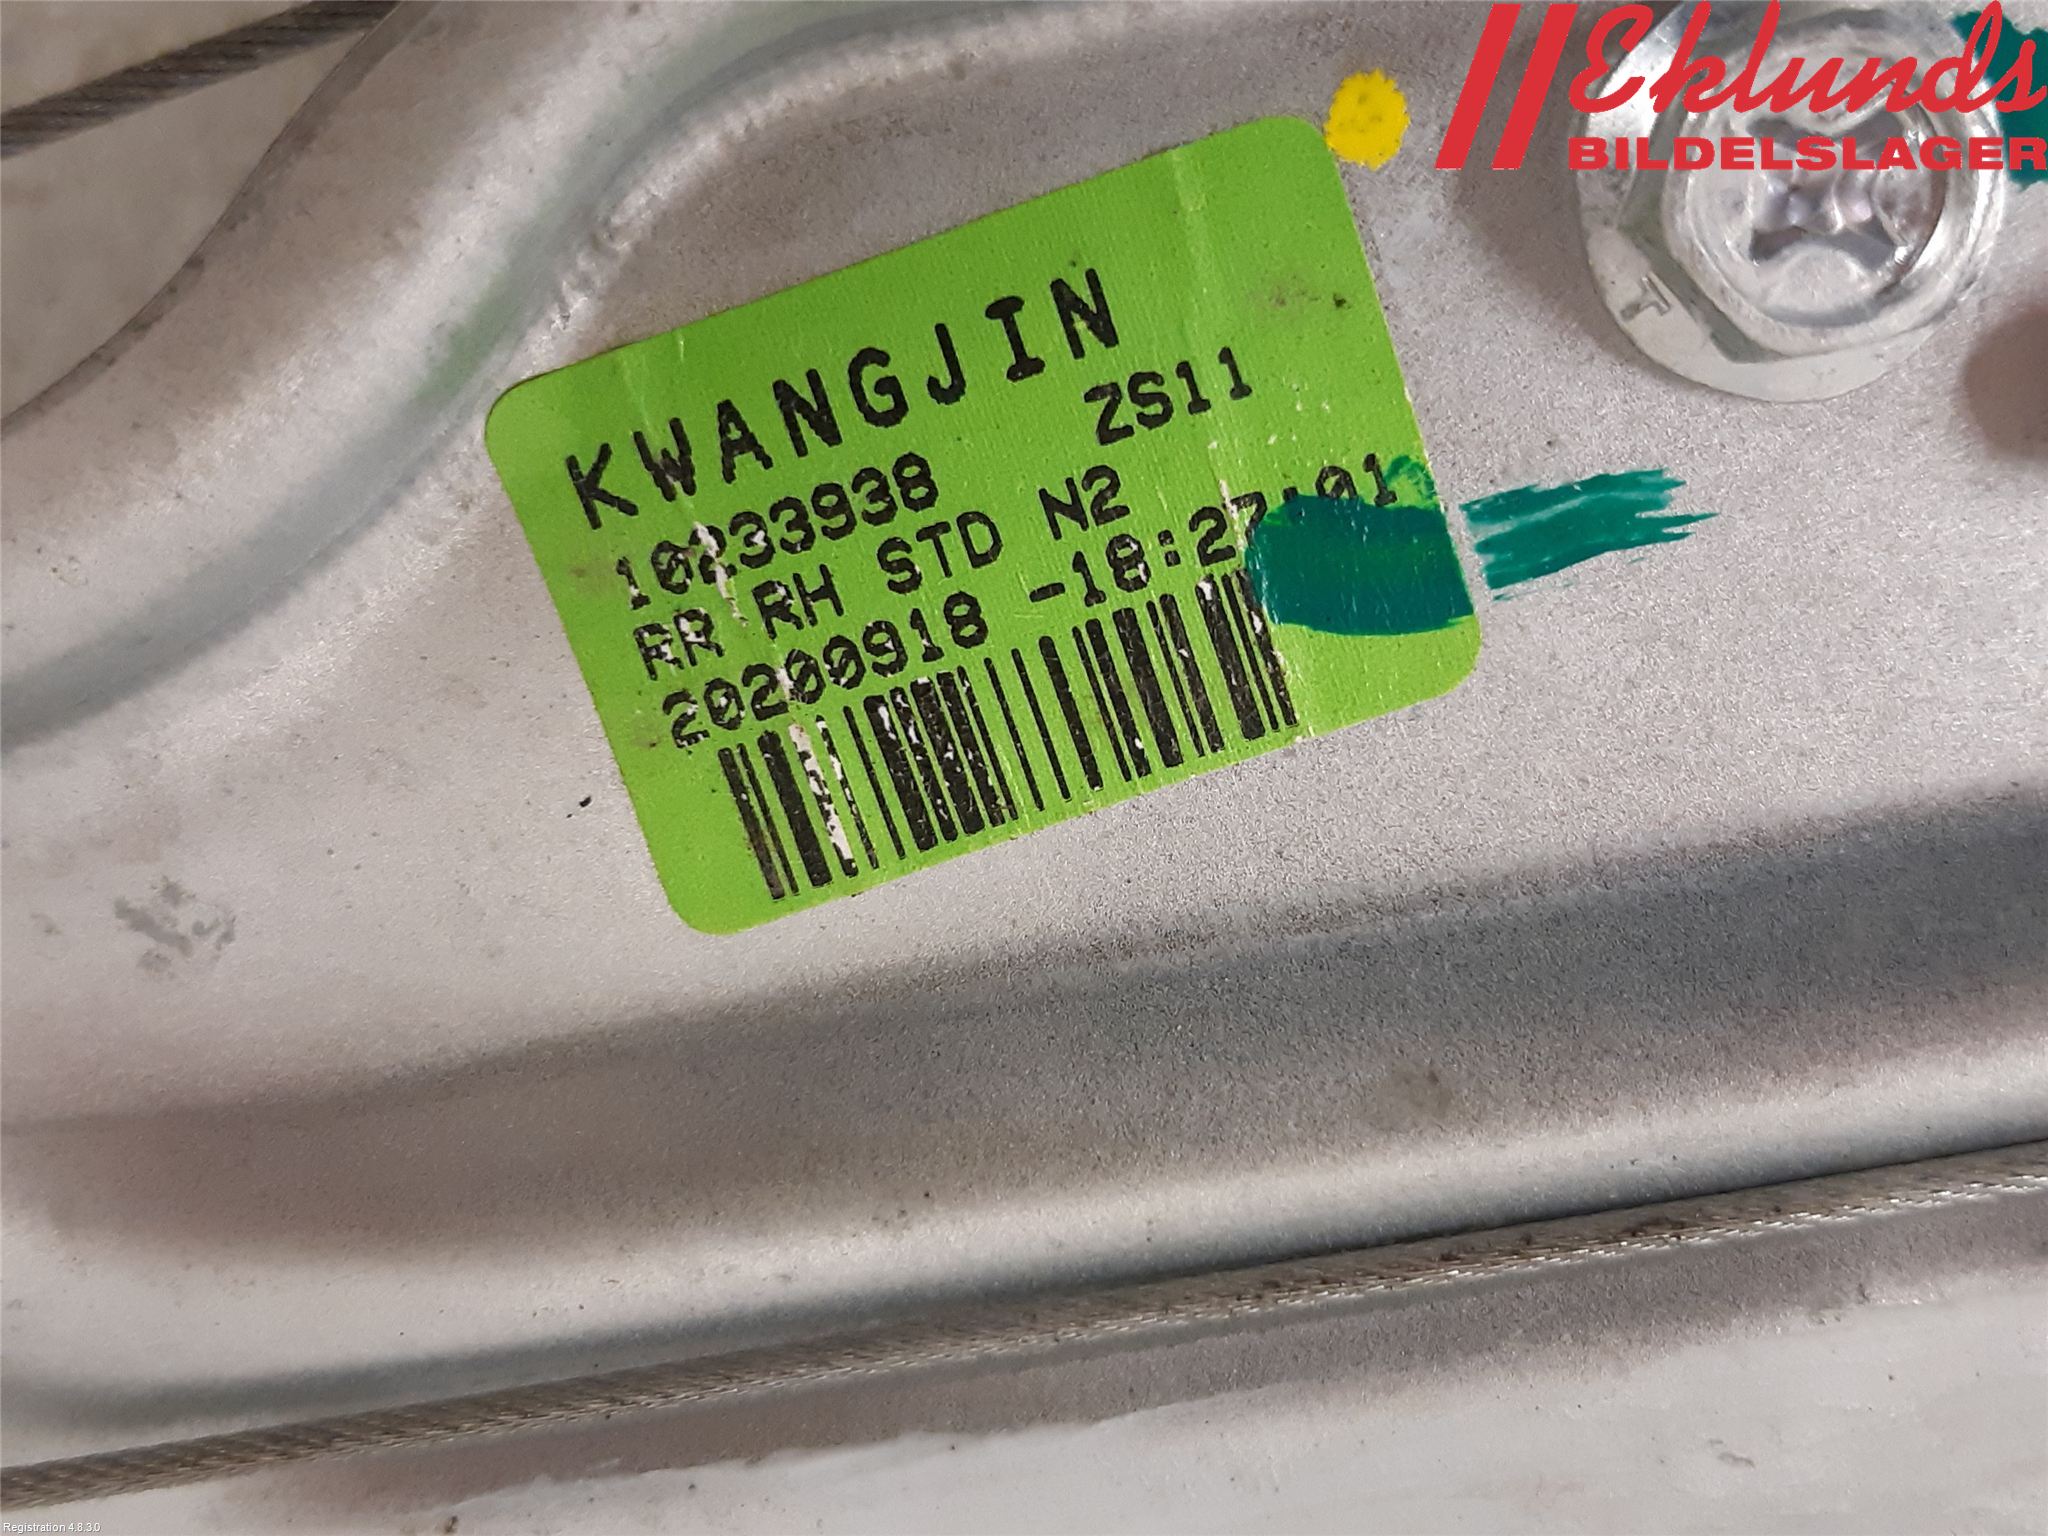 Eklunds
BILDELSLAGER
KWANGJIN
ZS11
10233938
RR RH STD N2
20200918 -18:27:01
Registration 4.8.3.0